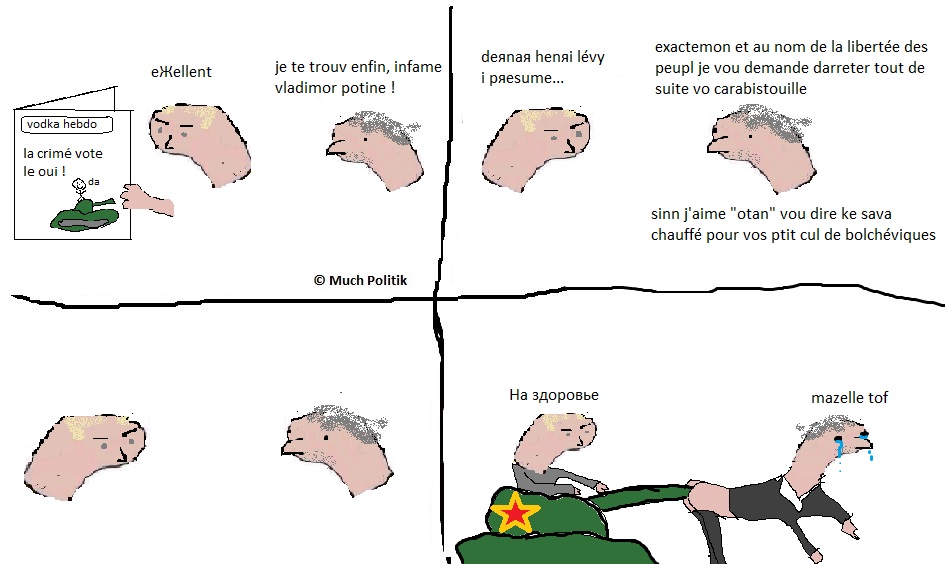 vodka hebdo
la crimé vote
le oui !
da
eЖellent
je te trouv enfin, infame
vladimor potine !
© Much Politik
deяnaя henяi lévy
i pяesume...
exactemon et au nom de la libertée des
peupl je vou demande darreter tout de
suite vo carabistouille
sinn j'aime "otan" vou dire ke sava
chauffé pour vos ptit cul de bolchéviques
На здоровье
mazelle tof